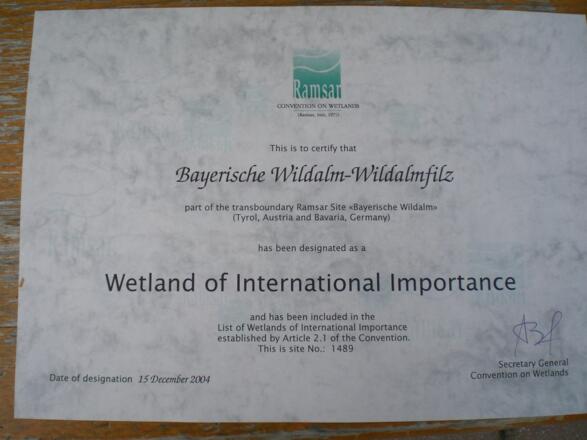 Ramsar
CONVENTION ON WETLANDS
(Ramsar, Iran, 1971)
This is to certify that
Bayerische Wildalm-Wildalmfilz
part of the transboundary Ramsar Site «Bayerische Wildalm»
(Tyrol, Austria and Bavaria, Germany)
has been designated as a
Wetland of International Importance
and has been included in the
List of Wetlands of International Importance
established by Article 2.1 of the Convention.
This is site No.: 1489
Secretary General
Convention on Wetlands
Date of designation 15 December 2004